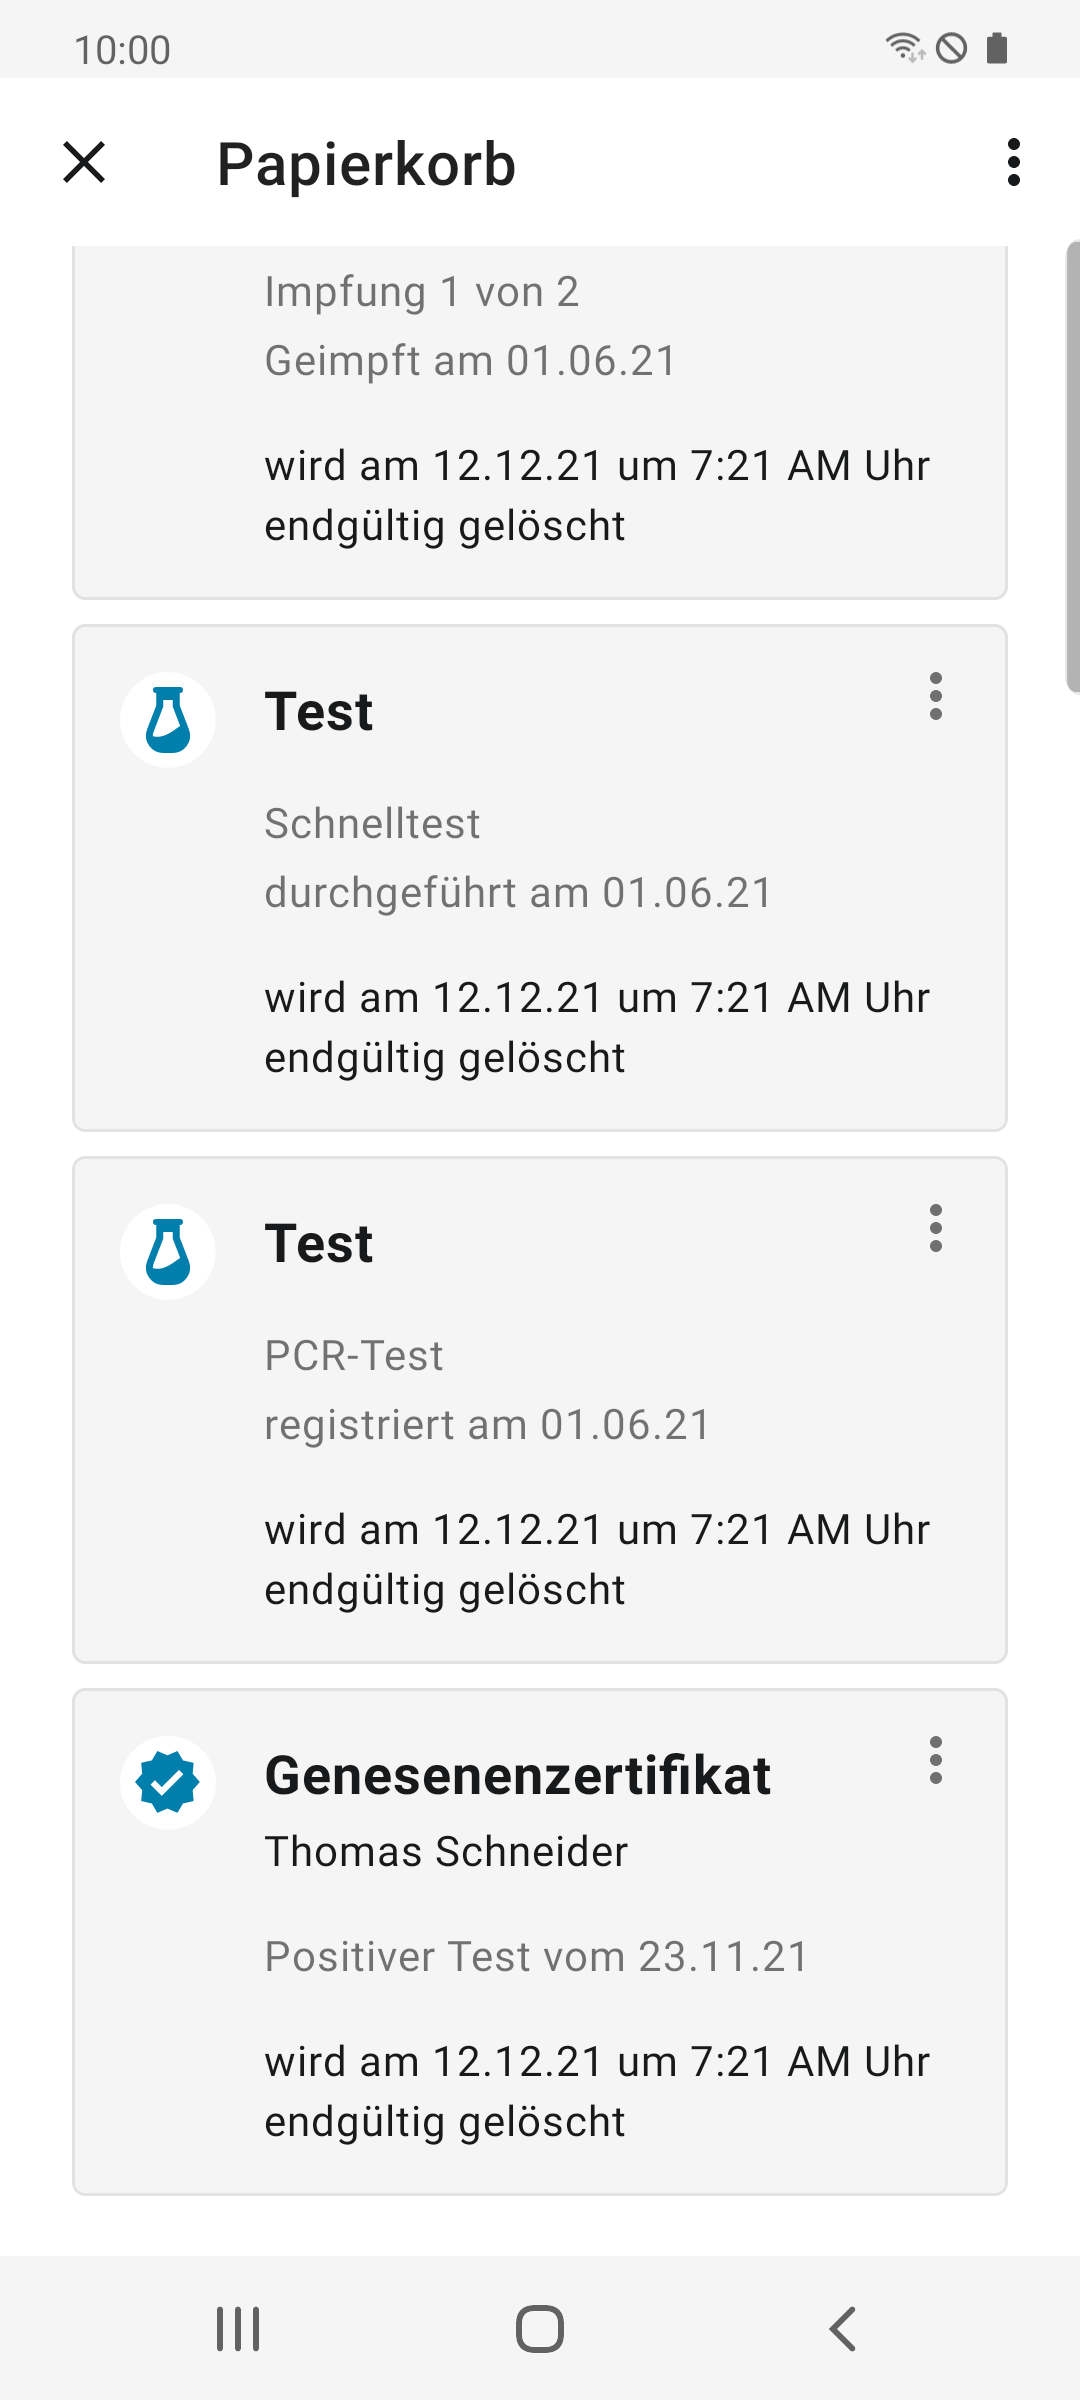 10:00
Papierkorb
Impfung 1 von 2
Geimpft am 01.06.21
wird am 12.12.21 um 7:21 AM Uhr
endgültig gelöscht
Test
Schnelltest
durchgeführt am 01.06.21
wird am 12.12.21 um 7:21 AM Uhr
endgültig gelöscht
Test
PCR-Test
registriert am 01.06.21
wird am 12.12.21 um 7:21 AM Uhr
endgültig gelöscht
Genesenenzertifikat
Thomas Schneider
Positiver Test vom 23.11.21
wird am 12.12.21 um 7:21 AM Uhr
endgültig gelöscht